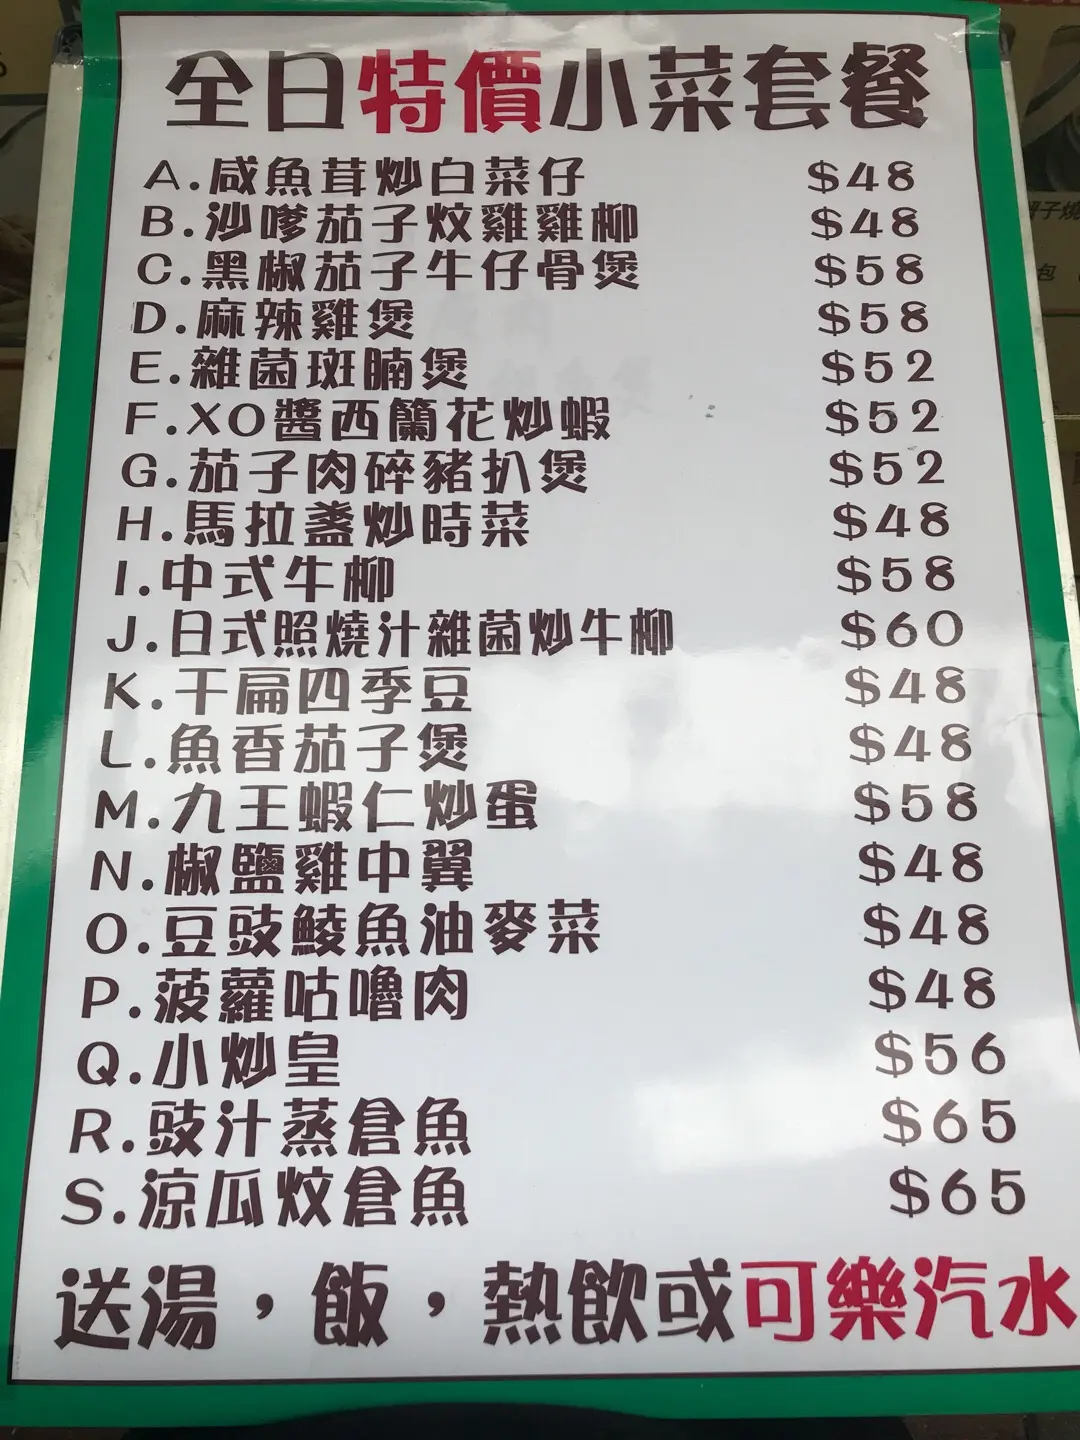 全日特價小菜套餐
A.咸魚茸炒白菜仔 $48
B.沙嗲茄子炆雞雞柳 $48
C.黑椒茄子牛仔骨煲 $58
D.麻辣雞煲 $58
E.雜菌斑腩煲 $52
F.XO醬西蘭花炒蝦 $52
G.茄子肉碎豬扒煲 $52
H.馬拉盞炒時菜 $48
I.中式牛柳 $58
J.日式照燒汁雜菌炒牛柳 $60
K.干扁四季豆 $48
L.魚香茄子煲 $48
M.九王蝦仁炒蛋 $58
N.椒鹽雞中翼 $48
O.豆豉鯪魚油麥菜 $48
P.菠蘿咕嚕肉 $48
Q.小炒皇 $56
R.豉汁蒸倉魚 $65
S.涼瓜炆倉魚 $65
送湯，飯，熱飲或可樂汽水
子燒
包